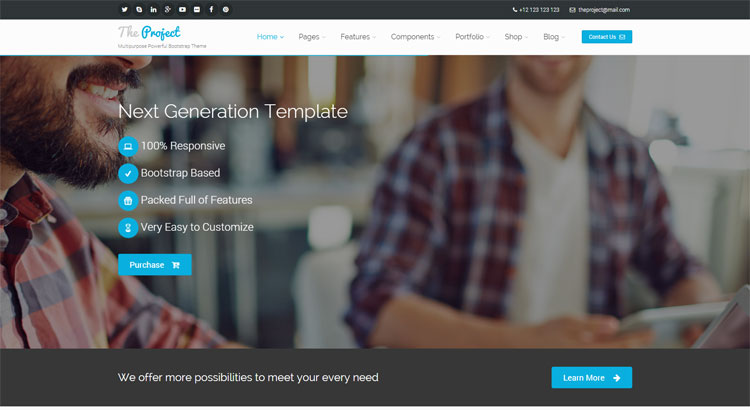 +12 123 123 123 theproject@mail.com
The Project
Multipurpose Powerful Bootstrap Theme
Home Pages Features Components Portfolio Shop Blog Contact Us
Next Generation Template
100% Responsive
Bootstrap Based
Packed Full of Features
Very Easy to Customize
Purchase
We offer more possibilities to meet your every need
Learn More